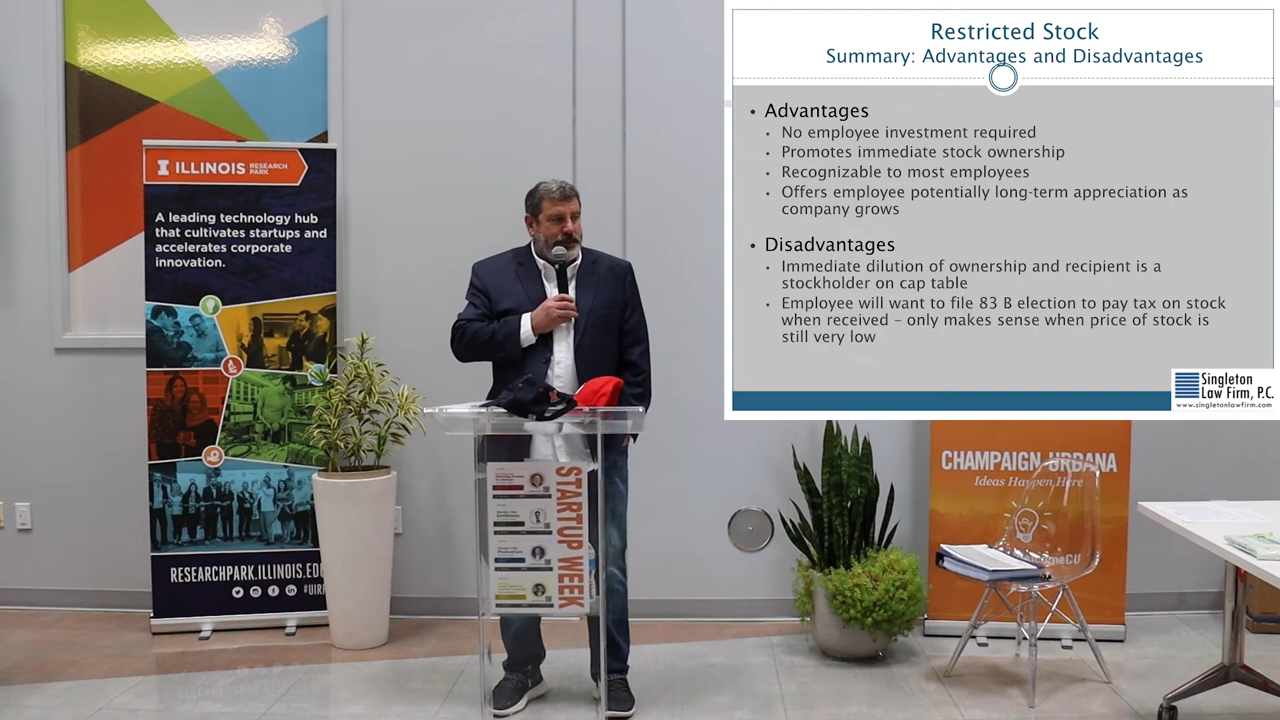 Restricted Stock
Summary: Advantages and Disadvantages
• Advantages
• No employee investment required
• Promotes immediate stock ownership
• Recognizable to most employees
• Offers employee potentially long-term appreciation as
company grows
• Disadvantages
• Immediate dilution of ownership and recipient is a
stockholder on cap table
• Employee will want to file 83 B election to pay tax on stock
when received – only makes sense when price of stock is
still very low
Singleton
Law Firm, P.C.
www.singletonlawfirm.com
ILLINOIS RESEARCH
PARK
A leading technology hub
that cultivates startups and
accelerates corporate
innovation.
RESEARCHPARK.ILLINOIS.EDU
STARTUP WEEK
CHAMPAIGN URBANA
Ideas Happen Here